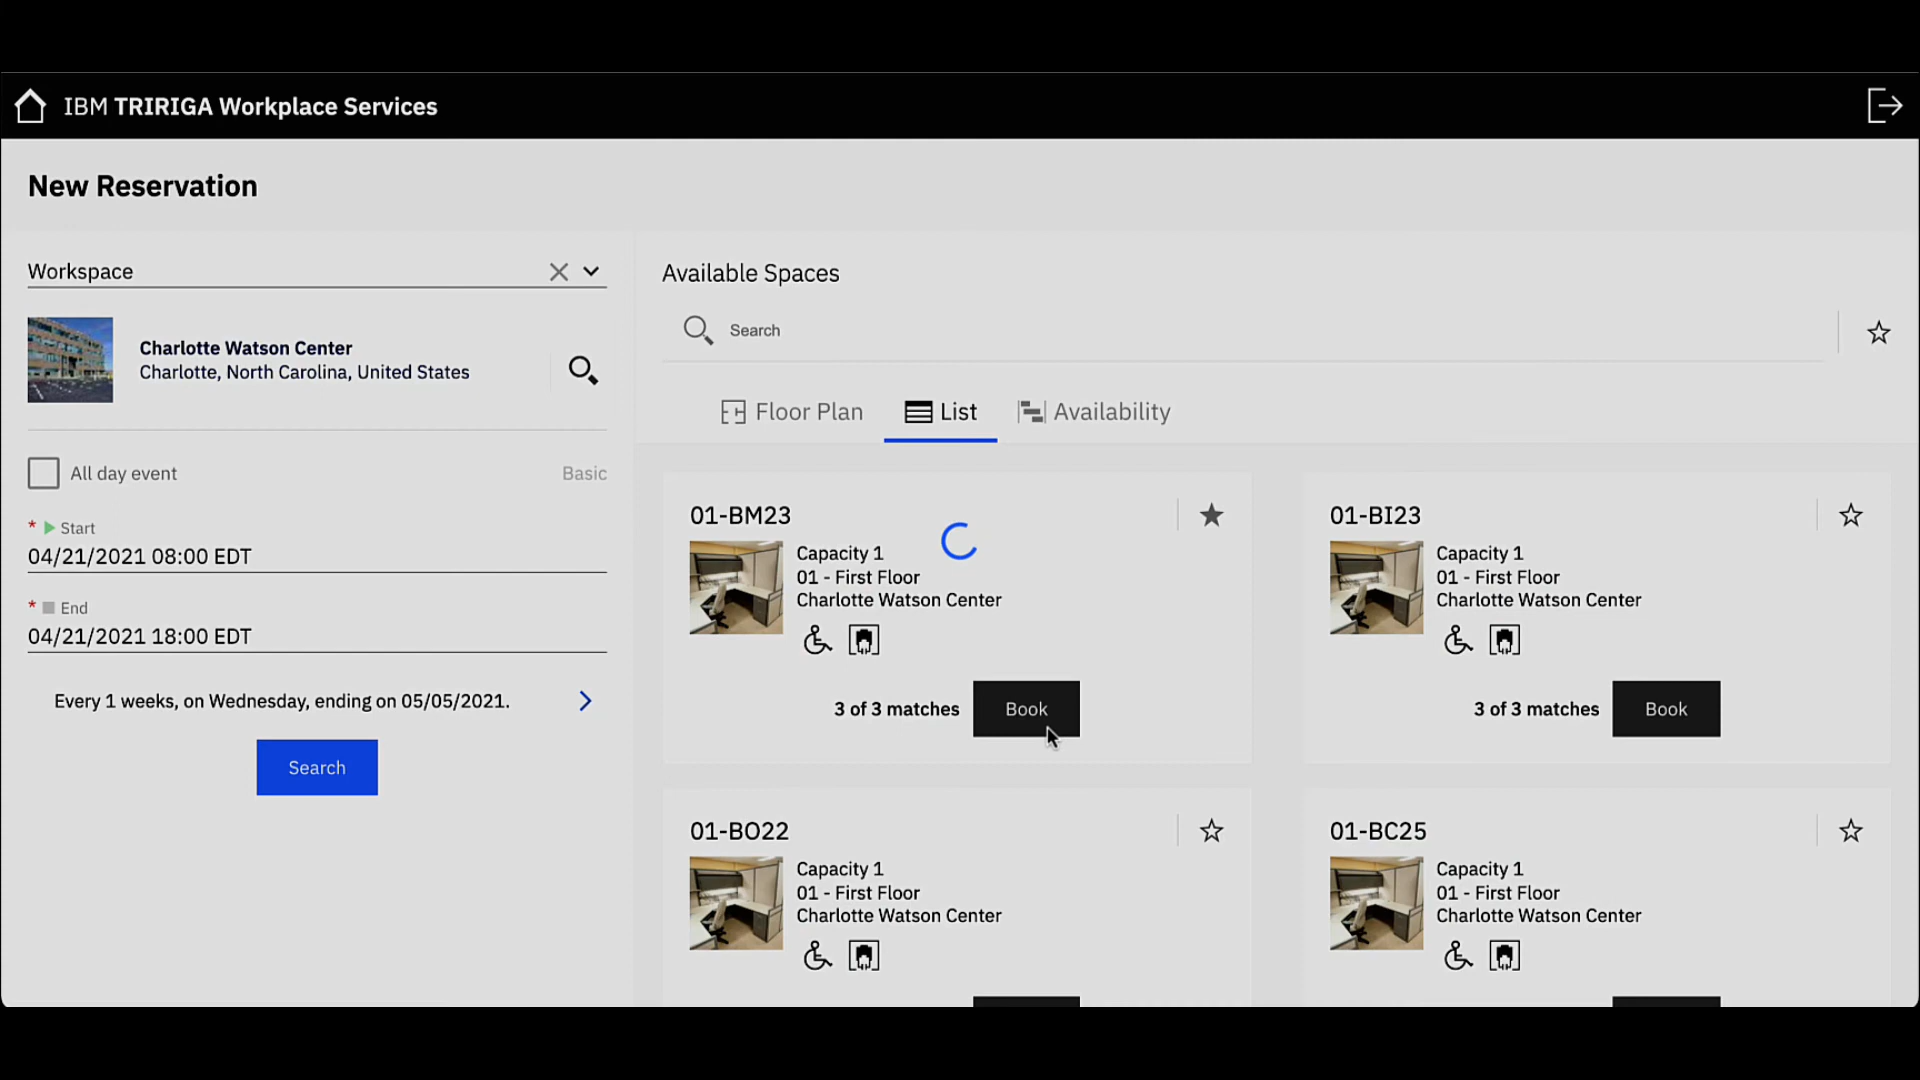 IBM TRIRIGA Workplace Services
New Reservation
Workspace
Charlotte Watson Center
Charlotte, North Carolina, United States
All day event
Basic
* Start
04/21/2021 08:00 EDT
* End
04/21/2021 18:00 EDT
Every 1 weeks, on Wednesday, ending on 05/05/2021.
Search
Available Spaces
Search
Floor Plan
List
Availability
01-BM23
Capacity 1
01 - First Floor
Charlotte Watson Center
3 of 3 matches
Book
01-BI23
Capacity 1
01 - First Floor
Charlotte Watson Center
3 of 3 matches
Book
01-BO22
Capacity 1
01 - First Floor
Charlotte Watson Center
01-BC25
Capacity 1
01 - First Floor
Charlotte Watson Center